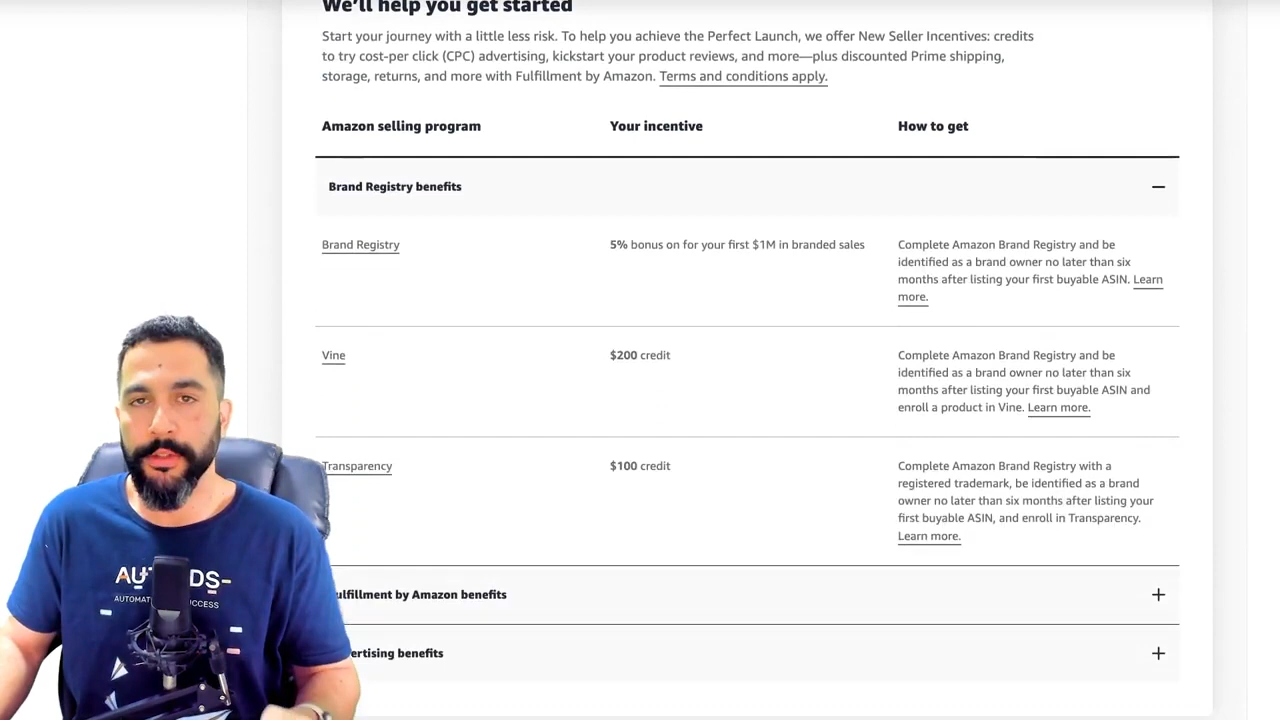 We'll help you get started
Start your journey with a little less risk. To help you achieve the Perfect Launch, we offer New Seller Incentives: credits
to try cost-per click (CPC) advertising, kickstart your product reviews, and more—plus discounted Prime shipping,
storage, returns, and more with Fulfillment by Amazon. Terms and conditions apply.
Amazon selling program Your incentive How to get
Brand Registry benefits
Brand Registry 5% bonus on for your first $1M in branded sales Complete Amazon Brand Registry and be
identified as a brand owner no later than six
months after listing your first buyable ASIN. Learn
more.
Vine $200 credit Complete Amazon Brand Registry and be
identified as a brand owner no later than six
months after listing your first buyable ASIN and
enroll a product in Vine. Learn more.
Transparency $100 credit Complete Amazon Brand Registry with a
registered trademark, be identified as a brand
owner no later than six months after listing your
first buyable ASIN, and enroll in Transparency.
Learn more.
ulfillment by Amazon benefits
ertising benefits